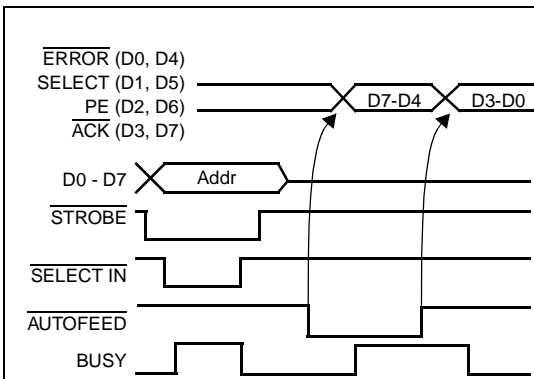 ERROR (D0, D4)
SELECT (D1, D5)
PE (D2, D6)
ACK (D3, D7)
D7-D4
D3-D0
D0 - D7
Addr
STROBE
SELECT IN
AUTOFEED
BUSY